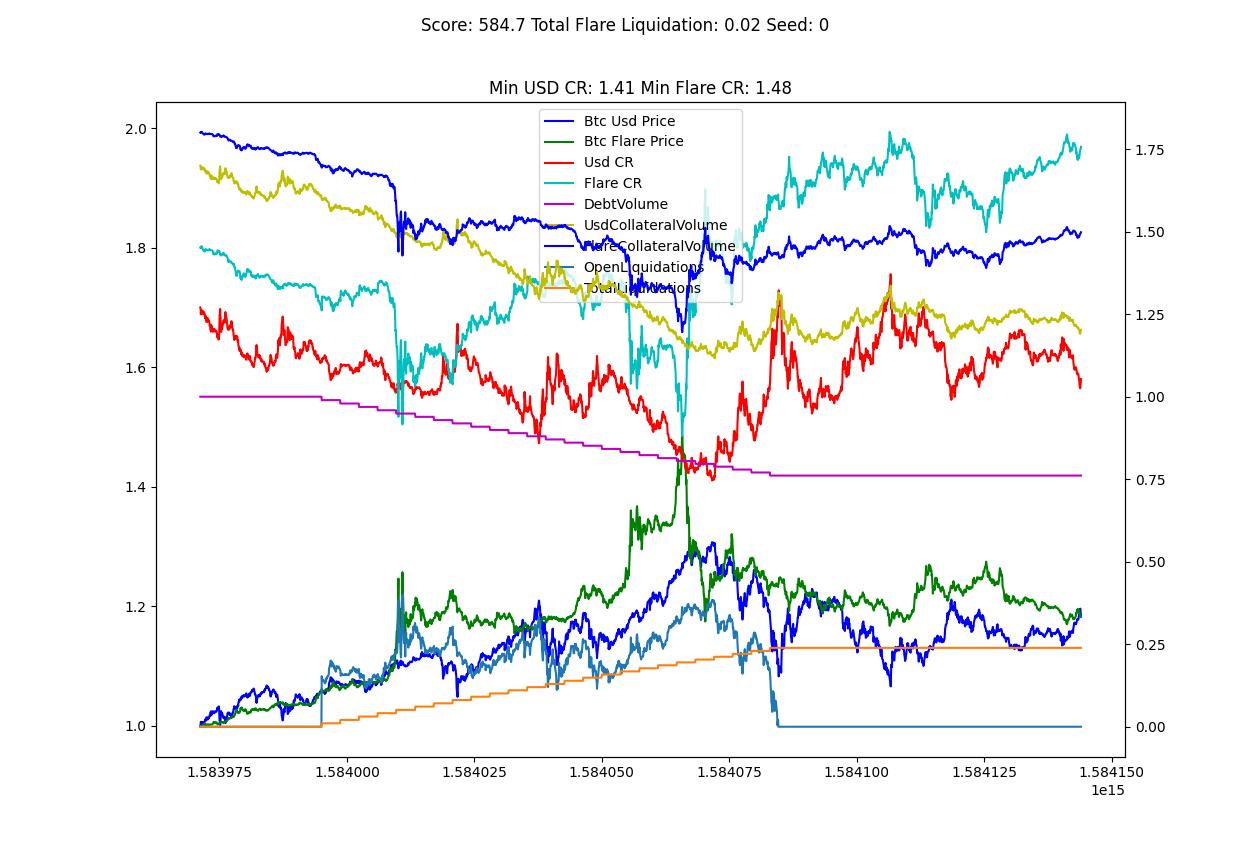 Score: 584.7 Total Flare Liquidation: 0.02 Seed: 0
Min USD CR: 1.41 Min Flare CR: 1.48
Btc Usd Price
Btc Flare Price
Usd CR
Flare CR
DebtVolume
UsdCollateralVolume
FlareCollateralVolume
OpenLiquidations
TotalLiquidations
2.0
1.8
1.6
1.4
1.2
1.0
1.75
1.50
1.25
1.00
0.75
0.50
0.25
0.00
1.583975 1.584000 1.584025 1.584050 1.584075 1.584100 1.584125 1.584150
1e15